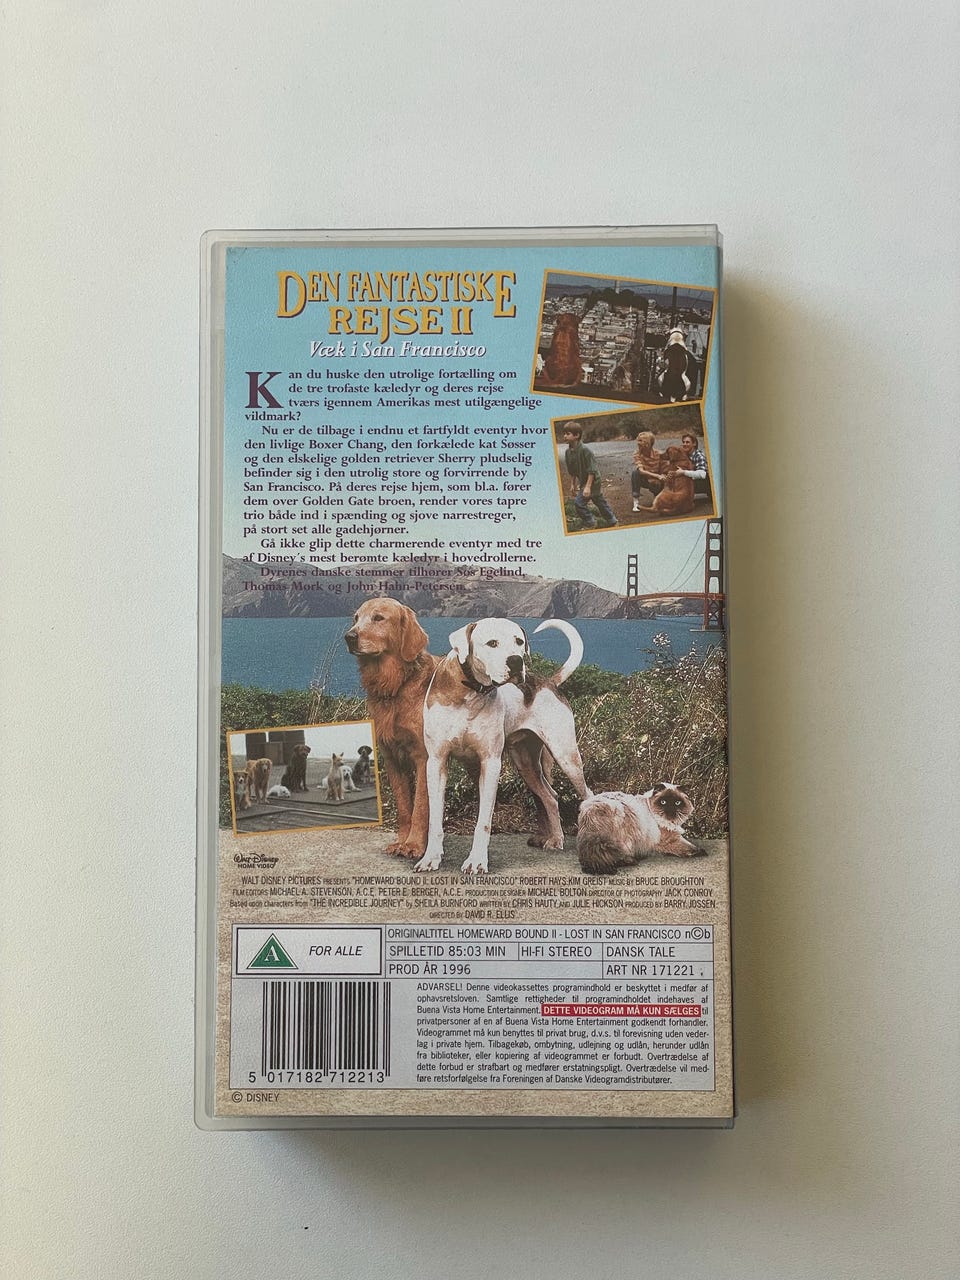 DEN FANTASTISKE
REJSE II
Væk i San Francisco
Kan du huske den utrolige fortælling om
de tre trofaste kæledyr og deres rejse
tværs igennem Amerikas mest utilgængelige
vildmark?
Nu er de tilbage i endnu et fartfyldt eventyr hvor
den livlige Boxer Chang, den forkælede kat Søsser
og den elskelige golden retriever Sherry pludselig
befinder sig i den utrolig store og forvirrende by
San Francisco. På deres rejse hjem, som bl.a. fører
dem over Golden Gate broen, render vores tapre
trio både ind i spænding og sjove narrestreger,
på stort set alle gadehjørner.
Gå ikke glip dette charmerende eventyr med tre
af Disney´s mest berømte kæledyr i hovedrollerne.
Dyrenes danske stemmer tilhører Søs Egelind,
Thomas Mørk og John Hahn-Petersen.
Walt Disney
HOME VIDEO
WALT DISNEY PICTURES PRESENTS "HOMEWARD BOUND II: LOST IN SAN FRANCISCO" ROBERT HAYS KIM GREIST MUSIC BY BRUCE BROUGHTON
FILM EDITORS MICHAEL A. STEVENSON, A.C.E. PETER E. BERGER, A.C.E. PRODUCTION DESIGNER MICHAEL BOLTON DIRECTOR OF PHOTOGRAPHY JACK CONROY
Based upon characters from "THE INCREDIBLE JOURNEY" by SHEILA BURNFORD WRITTEN BY CHRIS HAUTY AND JULIE HICKSON PRODUCED BY BARRY JOSSEN
DIRECTED BY DAVID R. ELLIS
A FOR ALLE
ORIGINALTITEL HOMEWARD BOUND II - LOST IN SAN FRANCISCO n©b
SPILLETID 85:03 MIN HI-FI STEREO DANSK TALE
PROD ÅR 1996 ART NR 171221
ADVARSEL! Denne videokassettes programindhold er beskyttet i medfør af
ophavsretsloven. Samtlige rettigheder til programindholdet indehaves af
Buena Vista Home Entertainment. DETTE VIDEOGRAM MÅ KUN SÆLGES til
privatpersoner af en af Buena Vista Home Entertainment godkendt forhandler.
Videogrammet må kun benyttes til privat brug, d.v.s. til forevisning uden veder-
lag i private hjem. Tilbagekøb, ombytning, udlejning og udlån, herunder udlån
fra biblioteker, eller kopiering af videogrammet er forbudt. Overtrædelse af
dette forbud er strafbart og medfører erstatningspligt. Overtrædelse vil med-
føre retsforfølgelse fra Foreningen af Danske Videogramdistributører.
5 017182 712213
© DISNEY